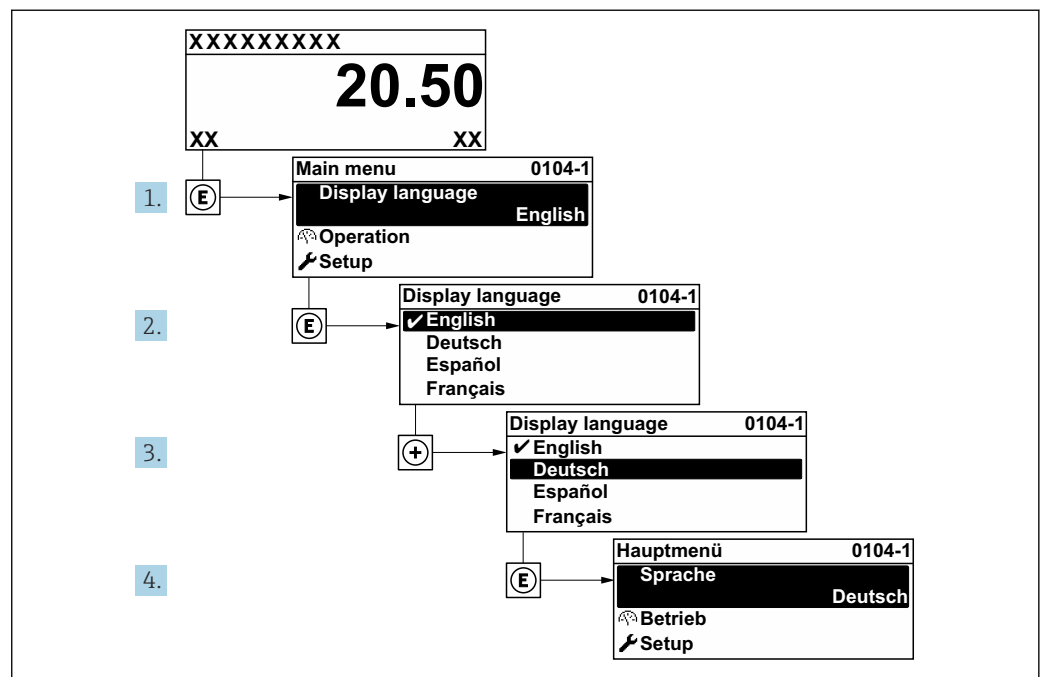 XXXXXXXXX
20.50
XX XX
1. E
Main menu 0104-1
Display language
English
Operation
Setup
2. E
Display language 0104-1
✔English
Deutsch
Español
Français
3. +
Display language 0104-1
✔English
Deutsch
Español
Français
4. E
Hauptmenü 0104-1
Sprache
Deutsch
Betrieb
Setup